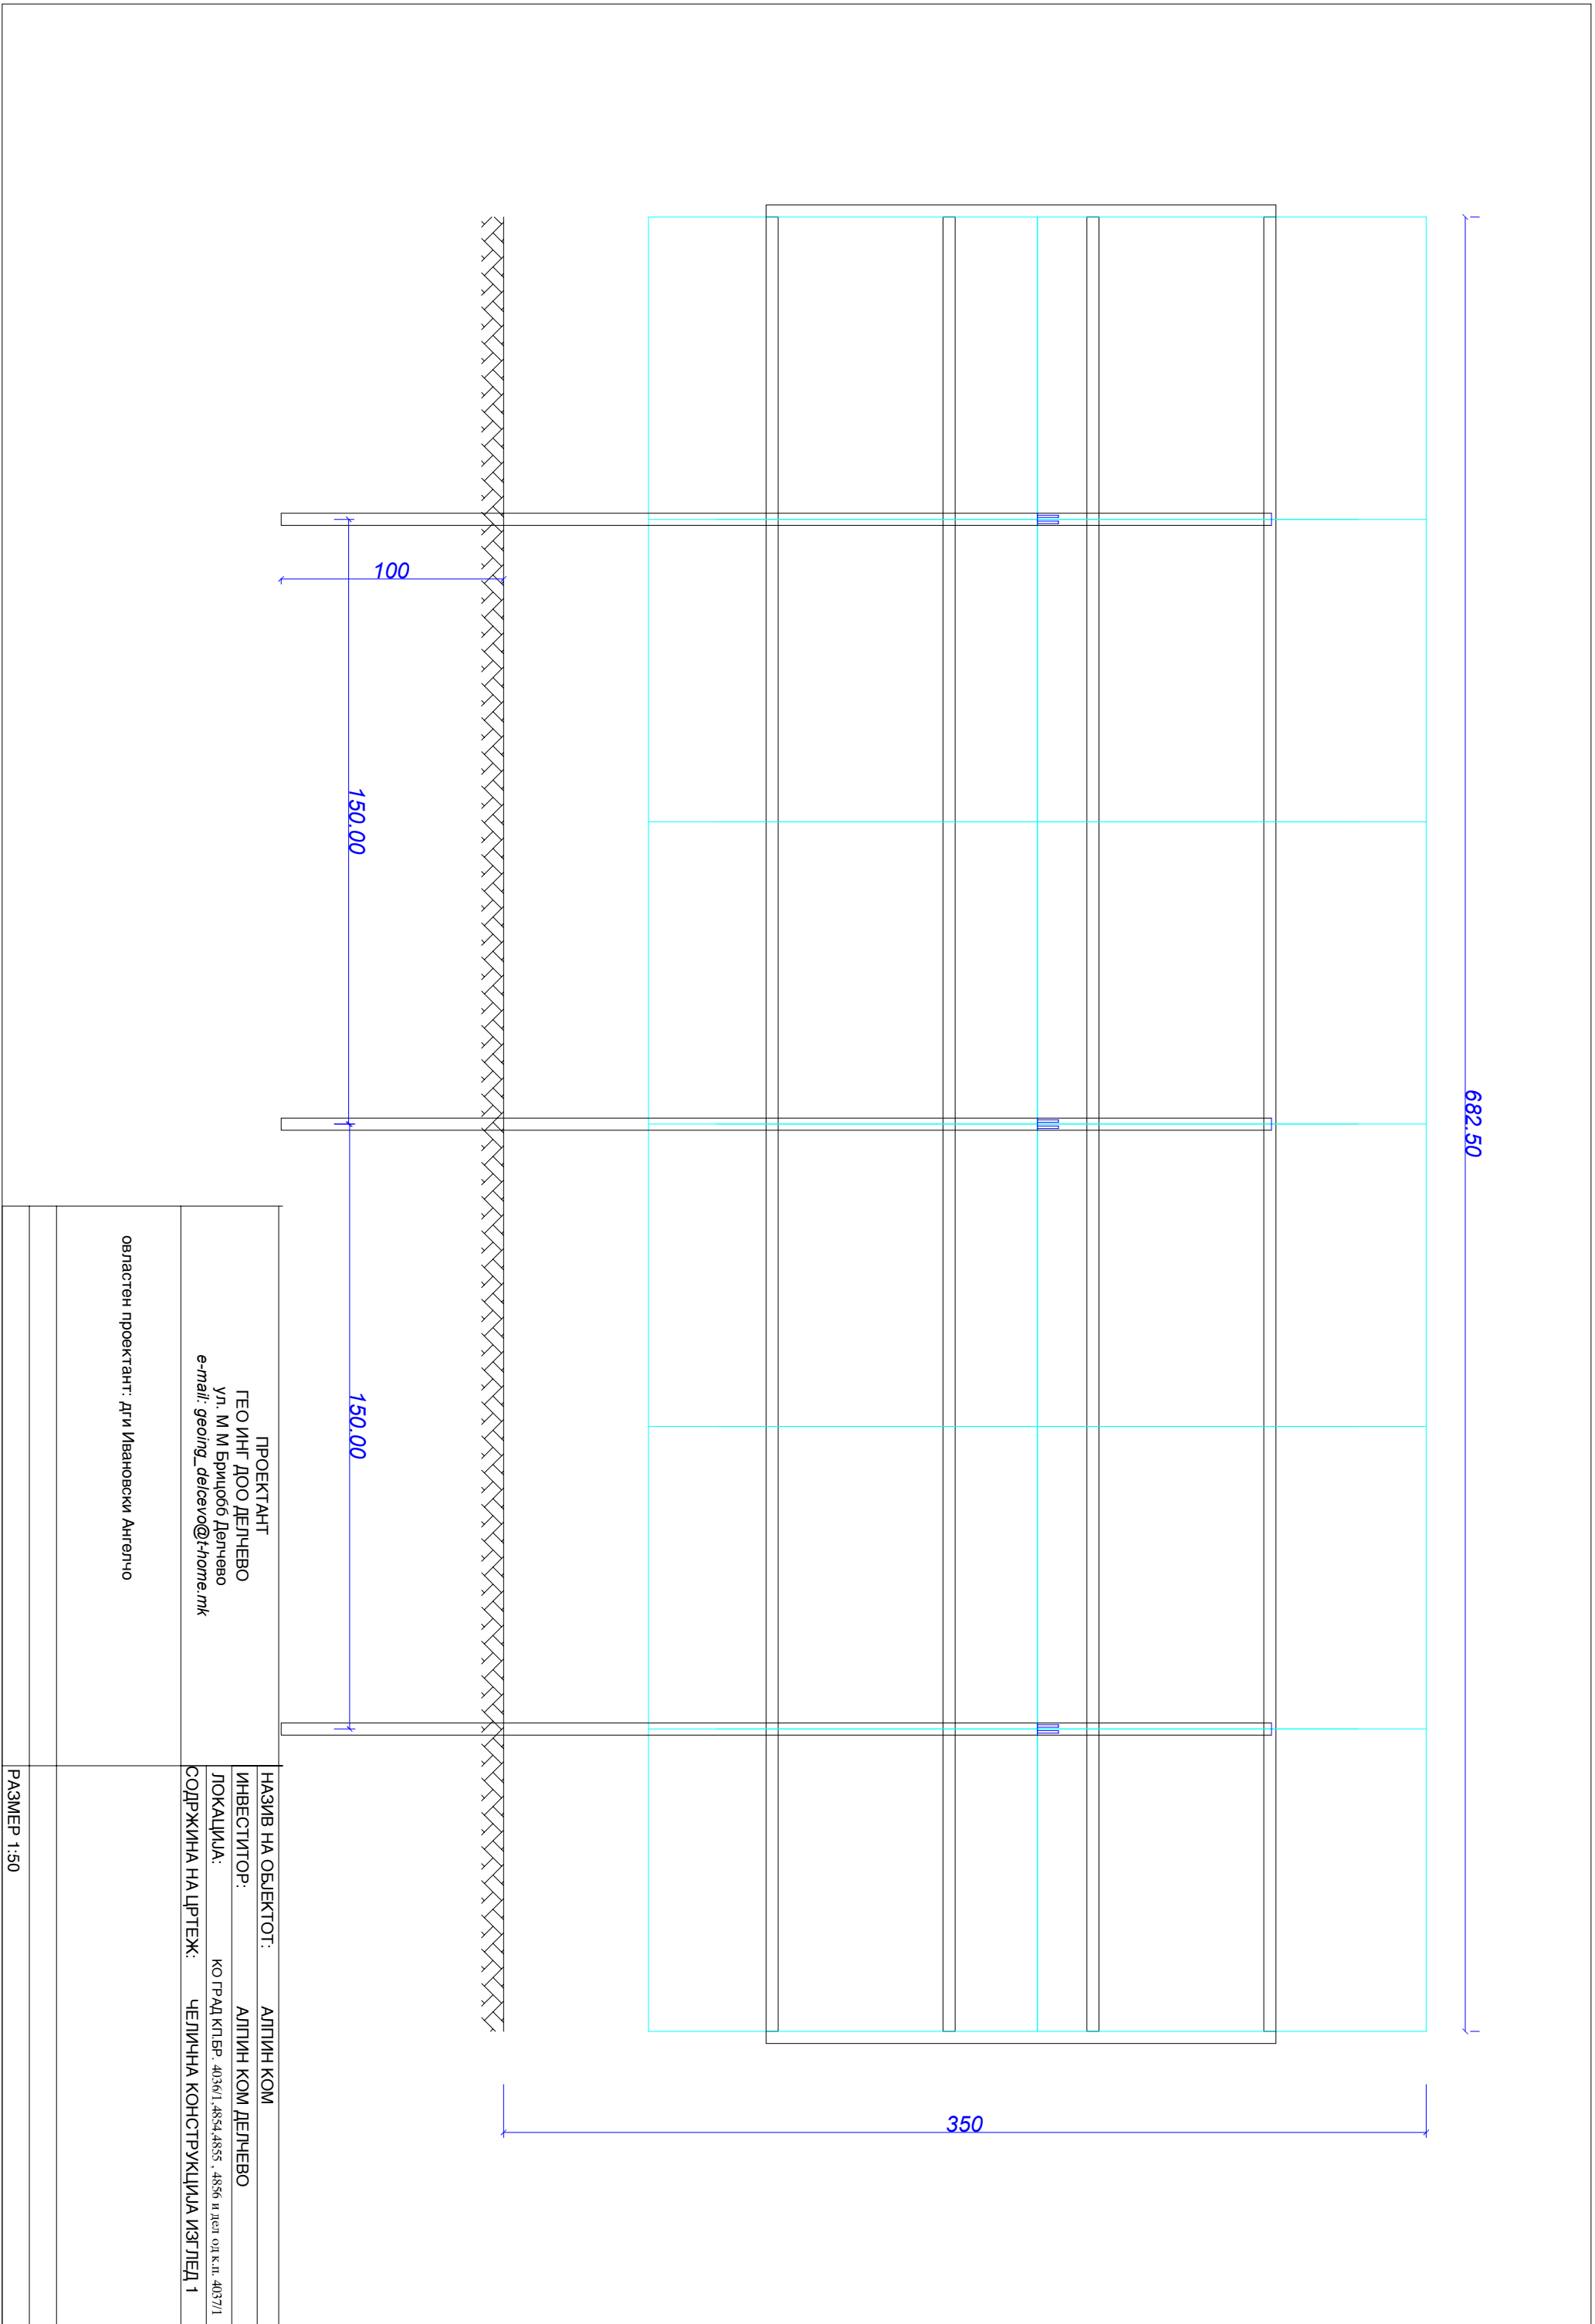 682.50
350
100
150.00
150.00
ПРОЕКТАНТ
ГЕО ИНГ ДОО ДЕЛЧЕВО
ул. М М Брицобб Делчево
e-mail: geoing_delcevo@t-home.mk
овластен проектант: дги Ивановски Ангелчо
НАЗИВ НА ОБЈЕКТОТ: АЛПИН КОМ
ИНВЕСТИТОР: АЛПИН КОМ ДЕЛЧЕВО
ЛОКАЦИЈА: КО ГРАД КП.БР. 4036/1,4854,4855 , 4856 и дел од к.п. 4037/1
СОДРЖИНА НА ЦРТЕЖ: ЧЕЛИЧНА КОНСТРУКЦИЈА ИЗГЛЕД 1
РАЗМЕР 1:50